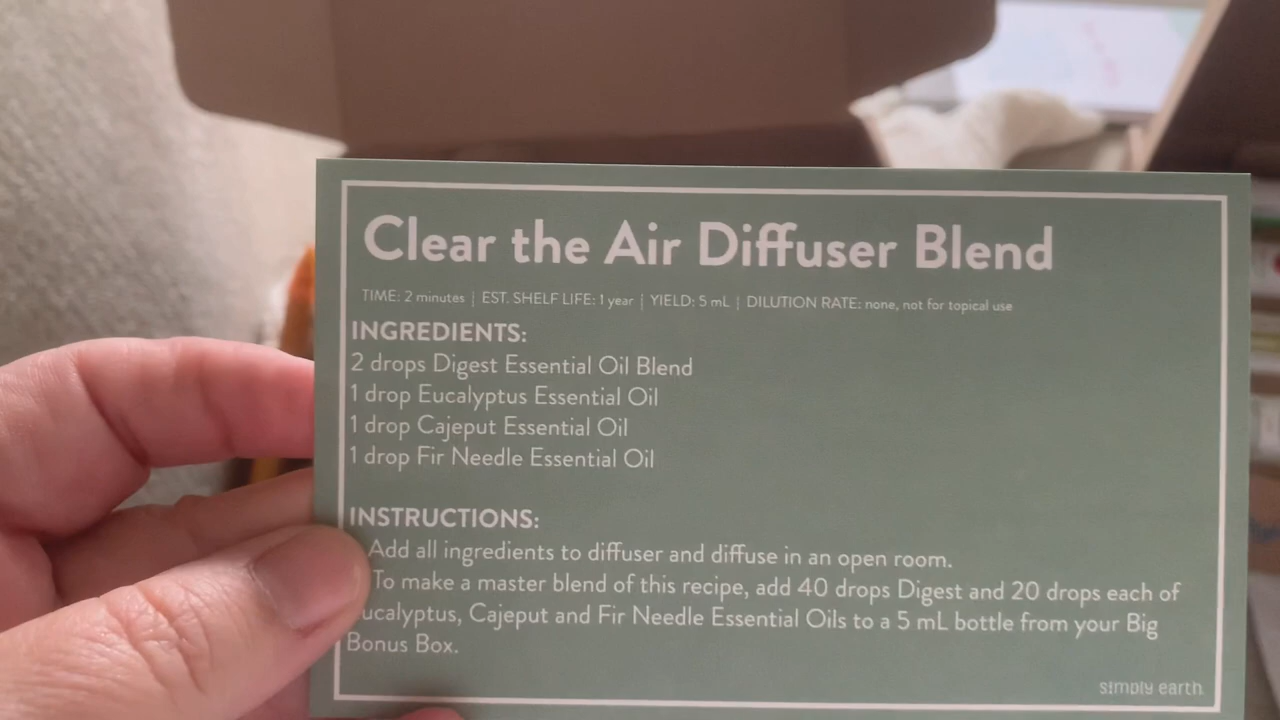 Clear the Air Diffuser Blend
TIME: 2 minutes | EST. SHELF LIFE: 1 year | YIELD: 5 mL | DILUTION RATE: none, not for topical use
INGREDIENTS:
2 drops Digest Essential Oil Blend
1 drop Eucalyptus Essential Oil
1 drop Cajeput Essential Oil
1 drop Fir Needle Essential Oil
INSTRUCTIONS:
Add all ingredients to diffuser and diffuse in an open room.
To make a master blend of this recipe, add 40 drops Digest and 20 drops each of
ucalyptus, Cajeput and Fir Needle Essential Oils to a 5 mL bottle from your Big
Bonus Box.
simply earth